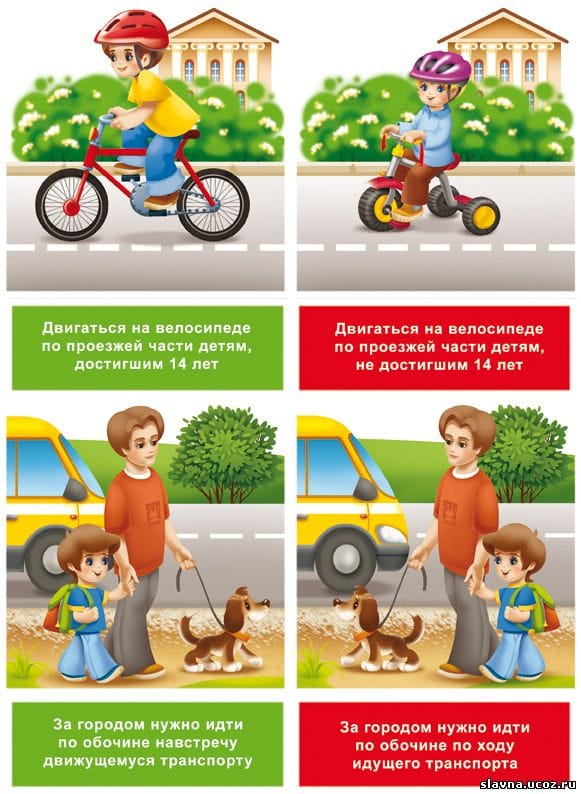 Двигаться на велосипеде
по проезжей части детям,
достигшим 14 лет
Двигаться на велосипеде
по проезжей части детям,
не достигшим 14 лет
За городом нужно идти
по обочине навстречу
движущемуся транспорту
За городом нужно идти
по обочине по ходу
идущего транспорта
slavna.ucoz.ru